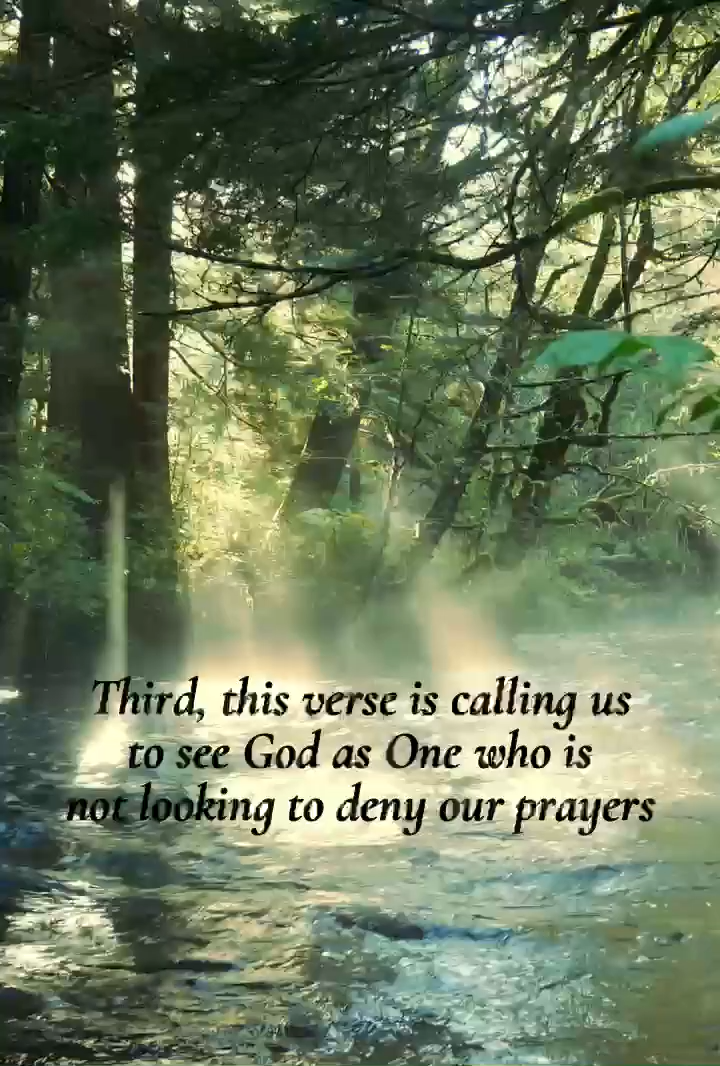 Third, this verse is calling us
to see God as One who is
not looking to deny our prayers